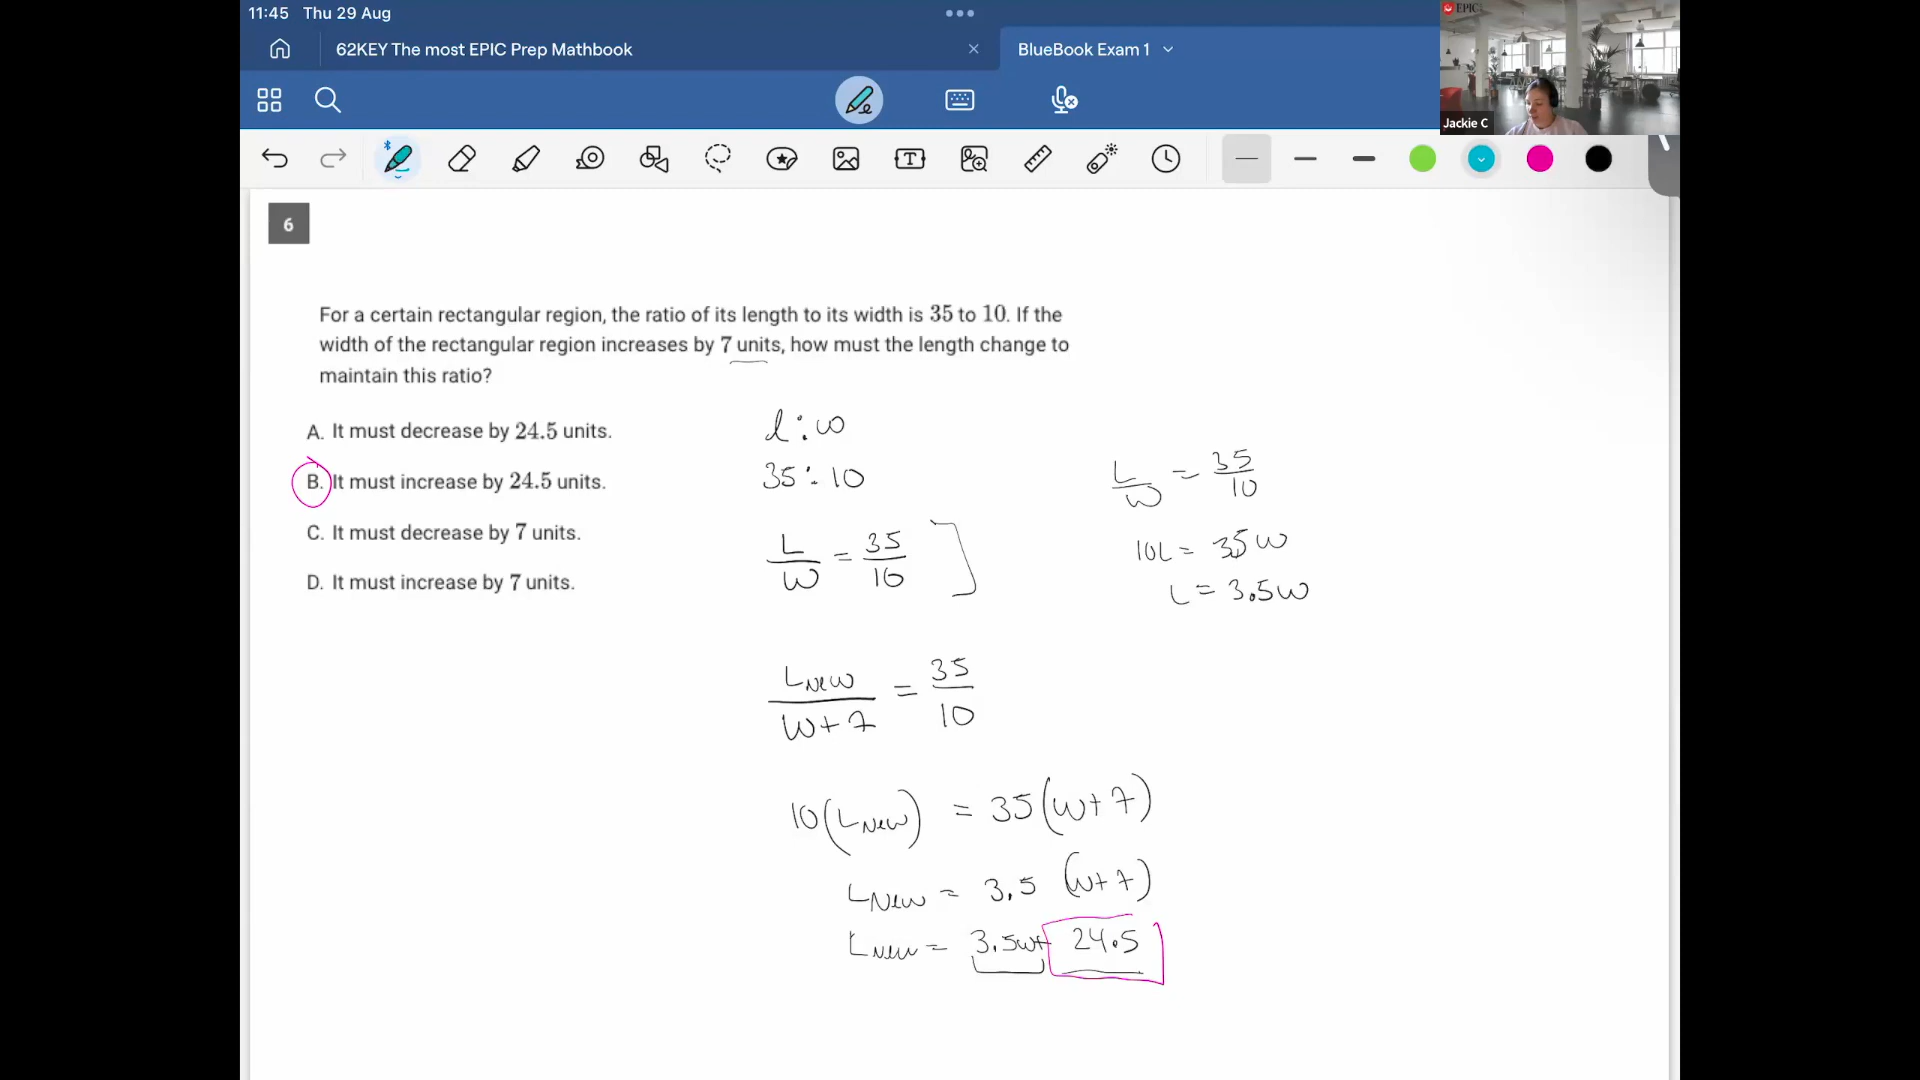 11:45 Thu 29 Aug
62KEY The most EPIC Prep Mathbook
BlueBook Exam 1
EPIC
Jackie C
6
For a certain rectangular region, the ratio of its length to its width is 35 to 10. If the
width of the rectangular region increases by 7 units, how must the length change to
maintain this ratio?
A. It must decrease by 24.5 units.
B. It must increase by 24.5 units.
C. It must decrease by 7 units.
D. It must increase by 7 units.
l : w
35 : 10
L/W = 35/10
L New/W+7 = 35/10
10(L New) = 35(W+7)
L New = 3.5 (W+7)
L New = 3.5w+ 24.5
L/W = 35/10
10L = 35W
L = 3.5W